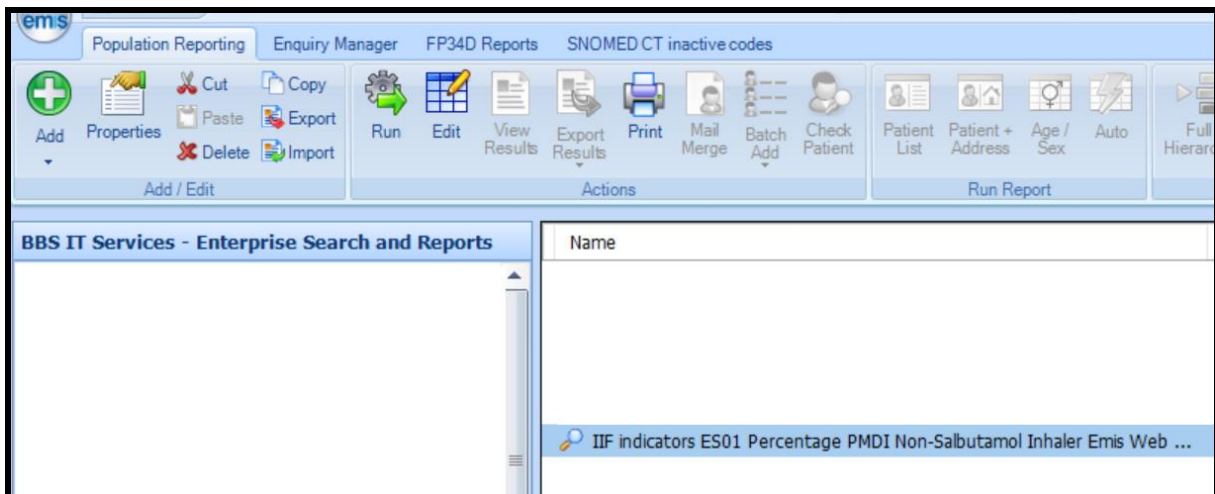 emis
Population Reporting Enquiry Manager FP34D Reports SNOMED CT inactive codes
Add
Properties
Cut
Paste
Delete
Copy
Export
Import
Add / Edit
Run
Edit
View Results
Export Results
Print
Mail Merge
Batch Add
Check Patient
Actions
Patient List
Patient + Address
Age / Sex
Auto
Run Report
Full
Hierarc
BBS IT Services - Enterprise Search and Reports
Name
IIF indicators ES01 Percentage PMDI Non-Salbutamol Inhaler Emis Web ...